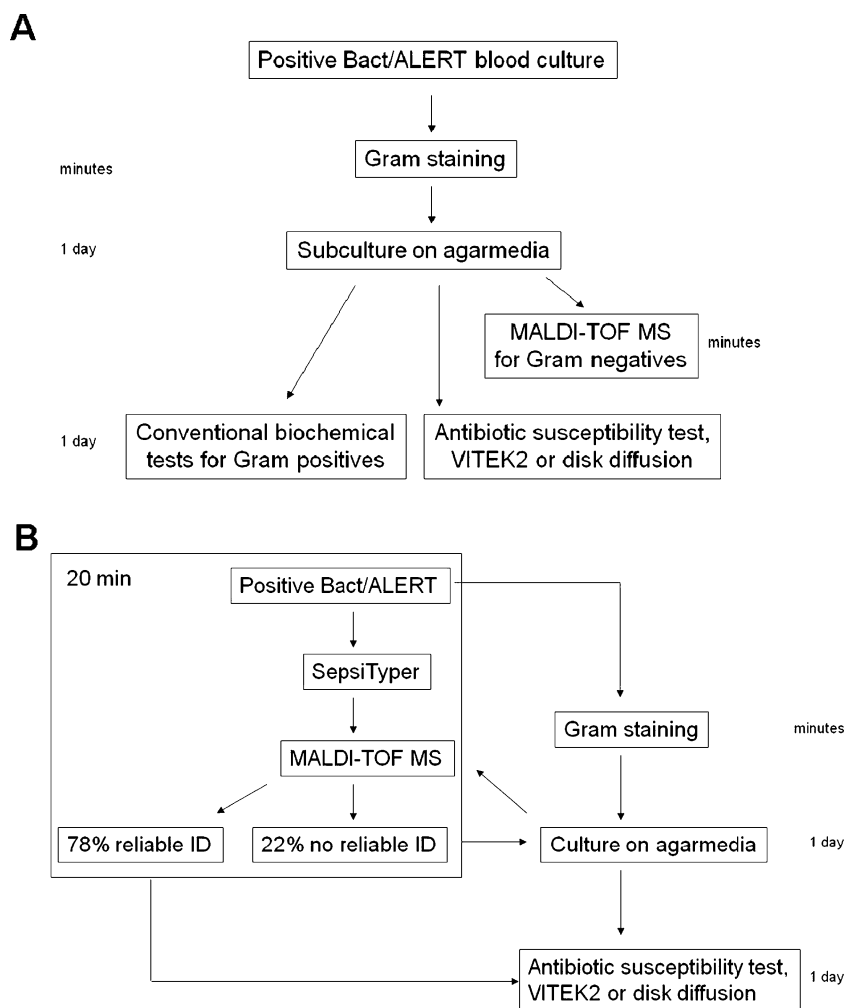 A
Positive Bact/ALERT blood culture
Gram staining
minutes
Subculture on agarmedia
1 day
MALDI-TOF MS
for Gram negatives
minutes
1 day
Conventional biochemical
tests for Gram positives
Antibiotic susceptibility test,
VITEK2 or disk diffusion
B
20 min
Positive Bact/ALERT
SepsiTyper
Gram staining
minutes
MALDI-TOF MS
78% reliable ID
22% no reliable ID
Culture on agarmedia
1 day
Antibiotic susceptibility test,
VITEK2 or disk diffusion
1 day